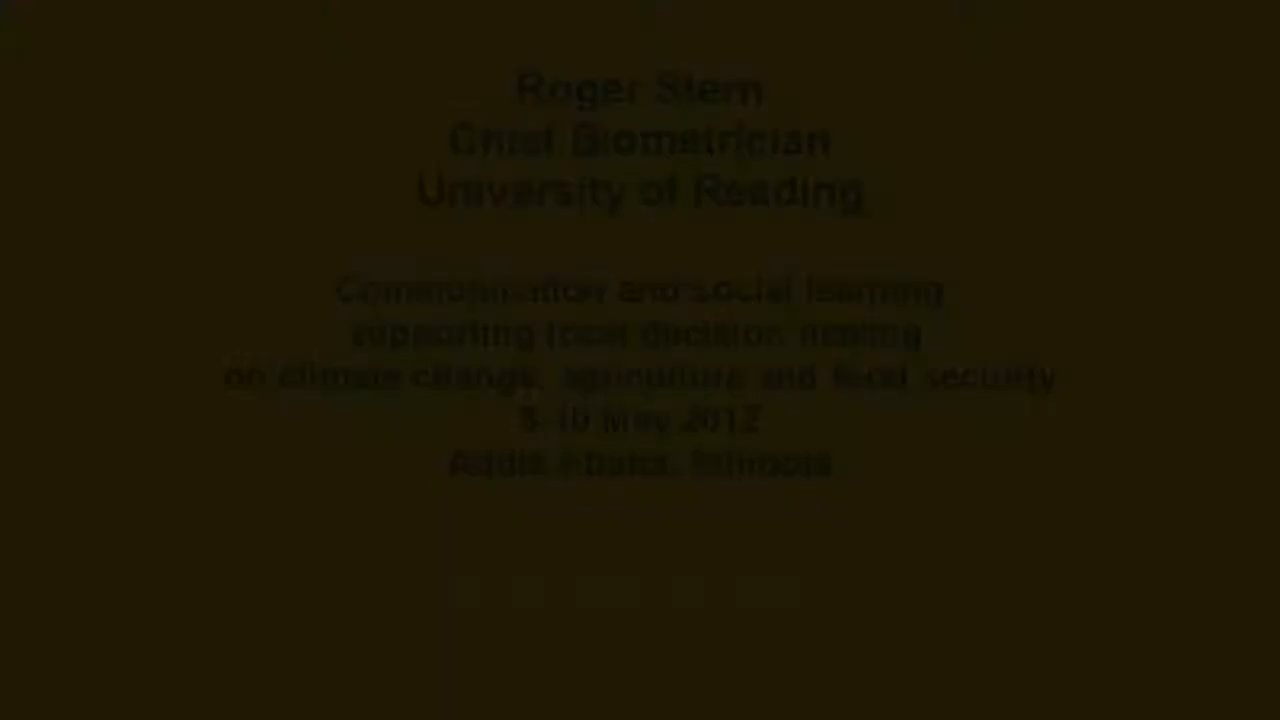 Roger Stern
Chief Biometrician
University of Reading
Communication and social learning
supporting local decision making
on climate change, agriculture and food security
8-10 May 2012
Addis Ababa, Ethiopia